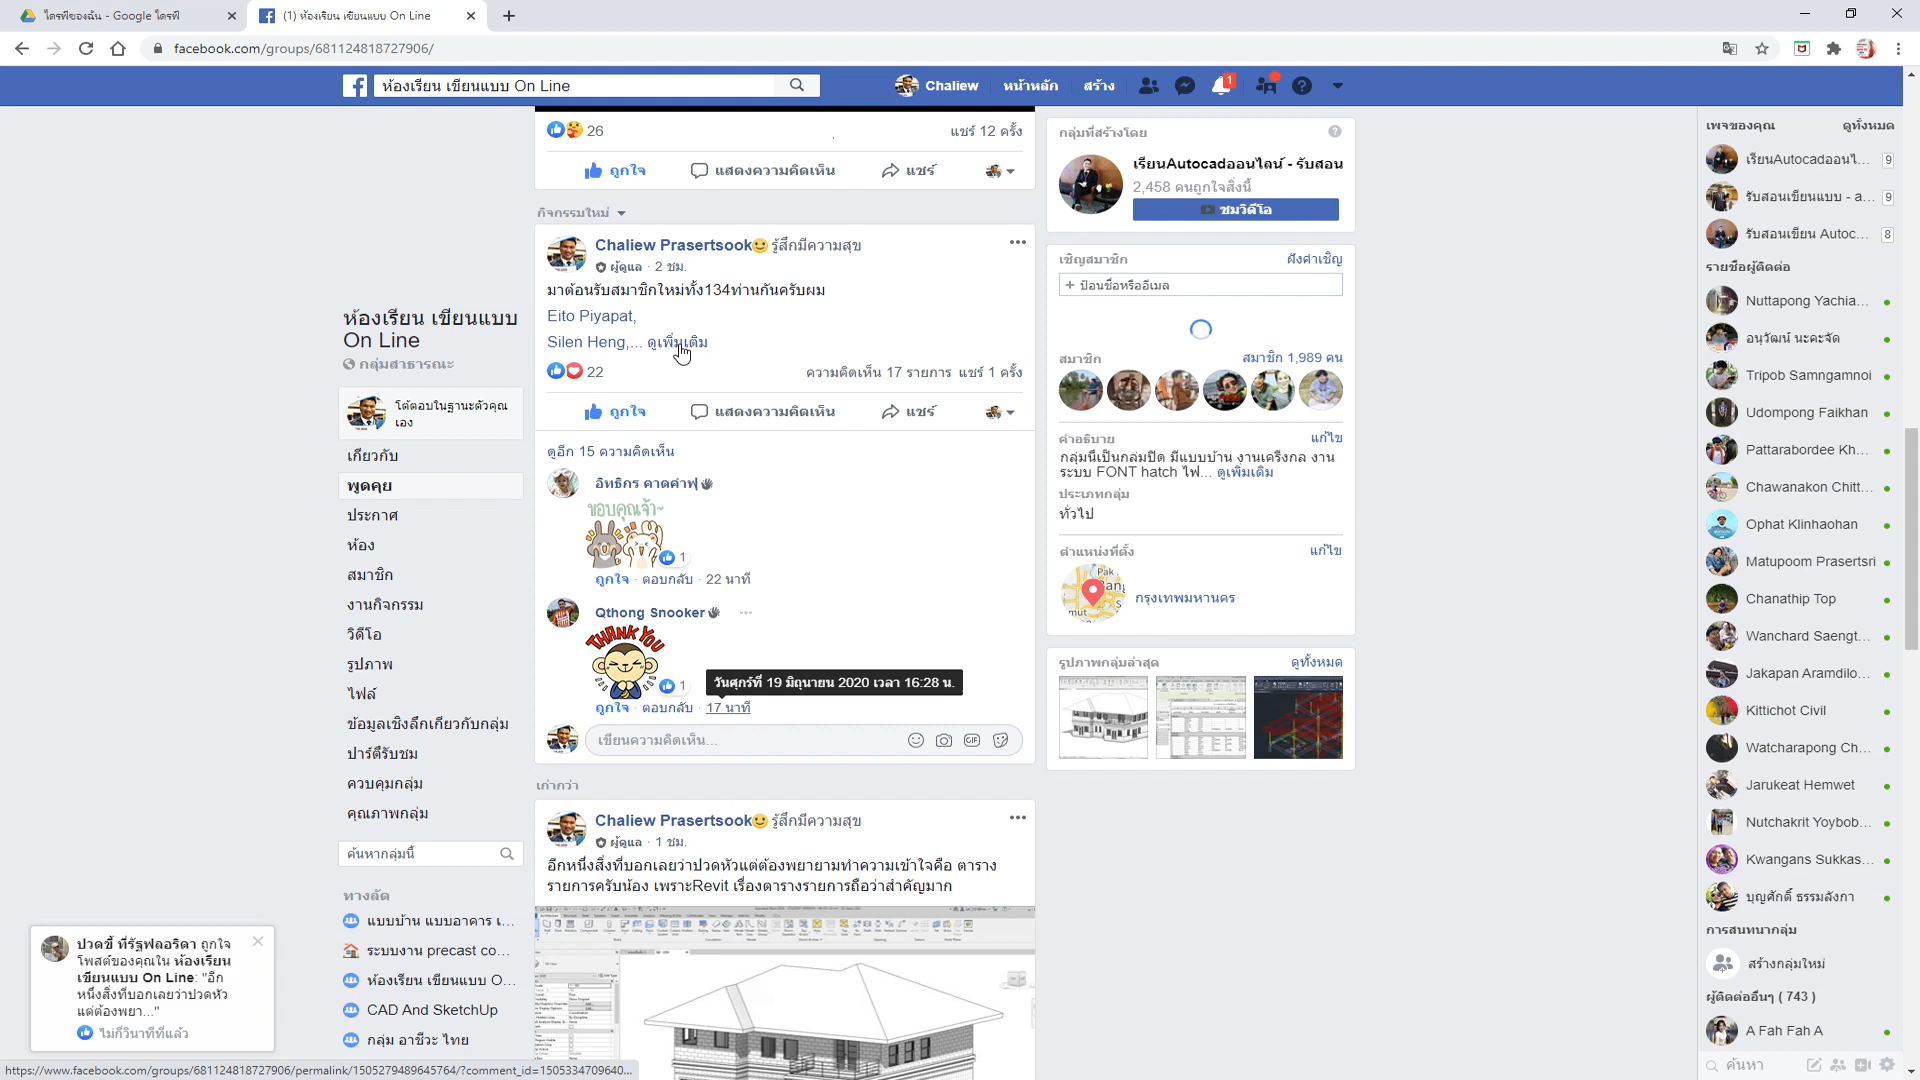 ไดรฟ์ของฉัน - Google ไดรฟ์
(1) ห้องเรียน เขียนแบบ On Line
facebook.com/groups/681124818727906/
ห้องเรียน เขียนแบบ On Line
Chaliew
หน้าหลัก
สร้าง
1
26
แชร์ 12 ครั้ง
ถูกใจ
แสดงความคิดเห็น
แชร์
กิจกรรมใหม่
Chaliew Prasertsook รู้สึกมีความสุข
ผู้ดูแล · 2 ชม.
มาต้อนรับสมาชิกใหม่ทั้ง134ท่านกันครับผม
Eito Piyapat,
Silen Heng,... ดูเพิ่มเติม
22
ความคิดเห็น 17 รายการ แชร์ 1 ครั้ง
ถูกใจ
แสดงความคิดเห็น
แชร์
ดูอีก 15 ความคิดเห็น
อิทธิกร คาดคำฟู
ขอบคุณจ้า~
1
ถูกใจ · ตอบกลับ · 22 นาที
Qthong Snooker
THANK YOU
1
วันศุกร์ที่ 19 มิถุนายน 2020 เวลา 16:28 น.
ถูกใจ · ตอบกลับ · 17 นาที
เขียนความคิดเห็น...
GIF
เก่ากว่า
Chaliew Prasertsook รู้สึกมีความสุข
ผู้ดูแล · 1 ชม.
อีกหนึ่งสิ่งที่บอกเลยว่าปวดหัวแต่ต้องพยายามทำความเข้าใจคือ ตาราง
รายการครับน้อง เพราะRevit เรื่องตารางรายการถือว่าสำคัญมาก
ห้องเรียน เขียนแบบ
On Line
กลุ่มสาธารณะ
โต้ตอบในฐานะตัวคุณ
เอง
เกี่ยวกับ
พูดคุย
ประกาศ
ห้อง
สมาชิก
งานกิจกรรม
วิดีโอ
รูปภาพ
ไฟล์
ข้อมูลเชิงลึกเกี่ยวกับกลุ่ม
ปาร์ตี้รับชม
ควบคุมกลุ่ม
คุณภาพกลุ่ม
ค้นหากลุ่มนี้
ทางลัด
แบบบ้าน แบบอาคาร เ...
ระบบงาน precast co...
ห้องเรียน เขียนแบบ O...
CAD And SketchUp
กลุ่ม อาชีวะ ไทย
ปวดขี้ ที่รัฐฟลอริดา ถูกใจ
โพสต์ของคุณใน ห้องเรียน
เขียนแบบ On Line: "อีก
หนึ่งสิ่งที่บอกเลยว่าปวดหัว
แต่ต้องพยา..."
ไม่กี่วินาทีที่แล้ว
https://www.facebook.com/groups/681124818727906/permalink/1505279489645764/?comment_id=1505334709640...
กลุ่มที่สร้างโดย
เรียนAutocadออนไลน์ - รับสอน
2,458 คนถูกใจสิ่งนี้
ชมวิดีโอ
เชิญสมาชิก
ฝังคำเชิญ
+ ป้อนชื่อหรืออีเมล
สมาชิก
สมาชิก 1,989 คน
คำอธิบาย
แก้ไข
กลุ่มนี้เป็นกลุ่มปิด มีแบบบ้าน งานเครื่องกล งาน
ระบบ FONT hatch ไฟ... ดูเพิ่มเติม
ประเภทกลุ่ม
ทั่วไป
ตำแหน่งที่ตั้ง
แก้ไข
Pak
กรุงเทพมหานคร
รูปภาพกลุ่มล่าสุด
ดูทั้งหมด
เพจของคุณ
ดูทั้งหมด
เรียนAutocadออนไ...
9
รับสอนเขียนแบบ - a...
9
รับสอนเขียน Autoc...
8
รายชื่อผู้ติดต่อ
Nuttapong Yachia...
อนุวัฒน์ นะคะจัด
Tripob Samngamnoi
Udompong Faikhan
Pattarabordee Kh...
Chawanakon Chitt...
Ophat Klinhaohan
Matupoom Prasertsri
Chanathip Top
Wanchard Saengt...
Jakapan Aramdilo...
Kittichot Civil
Watcharapong Ch...
Jarukeat Hemwet
Nutchakrit Yoybob...
Kwangans Sukkas...
บุญศักดิ์ ธรรมลังกา
การสนทนากลุ่ม
สร้างกลุ่มใหม่
ผู้ติดต่ออื่นๆ ( 743 )
A Fah Fah A
ค้นหา